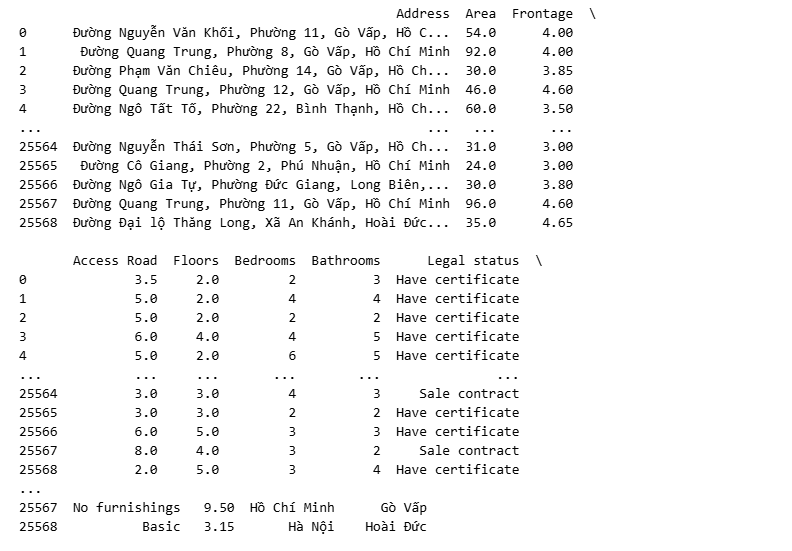 Address Area Frontage \
0 Đường Nguyễn Văn Khối, Phường 11, Gò Vấp, Hồ C... 54.0 4.00
1 Đường Quang Trung, Phường 8, Gò Vấp, Hồ Chí Minh 92.0 4.00
2 Đường Phạm Văn Chiêu, Phường 14, Gò Vấp, Hồ Ch... 30.0 3.85
3 Đường Quang Trung, Phường 12, Gò Vấp, Hồ Chí Minh 46.0 4.60
4 Đường Ngô Tất Tố, Phường 22, Bình Thạnh, Hồ Ch... 60.0 3.50
... ... ... ...
25564 Đường Nguyễn Thái Sơn, Phường 5, Gò Vấp, Hồ Ch... 31.0 3.00
25565 Đường Cô Giang, Phường 2, Phú Nhuận, Hồ Chí Minh 24.0 3.00
25566 Đường Ngô Gia Tự, Phường Đức Giang, Long Biên,... 30.0 3.80
25567 Đường Quang Trung, Phường 11, Gò Vấp, Hồ Chí Minh 96.0 4.60
25568 Đường Đại lộ Thăng Long, Xã An Khánh, Hoài Đức... 35.0 4.65
Access Road Floors Bedrooms Bathrooms Legal status \
0 3.5 2.0 2 3 Have certificate
1 5.0 2.0 4 4 Have certificate
2 5.0 2.0 2 2 Have certificate
3 6.0 4.0 4 5 Have certificate
4 5.0 2.0 6 5 Have certificate
... ... ... ... ... ...
25564 3.0 3.0 4 3 Sale contract
25565 3.0 3.0 2 2 Have certificate
25566 6.0 5.0 3 3 Have certificate
25567 8.0 4.0 3 2 Sale contract
25568 2.0 5.0 3 4 Have certificate
...
25567 No furnishings 9.50 Hồ Chí Minh Gò Vấp
25568 Basic 3.15 Hà Nội Hoài Đức